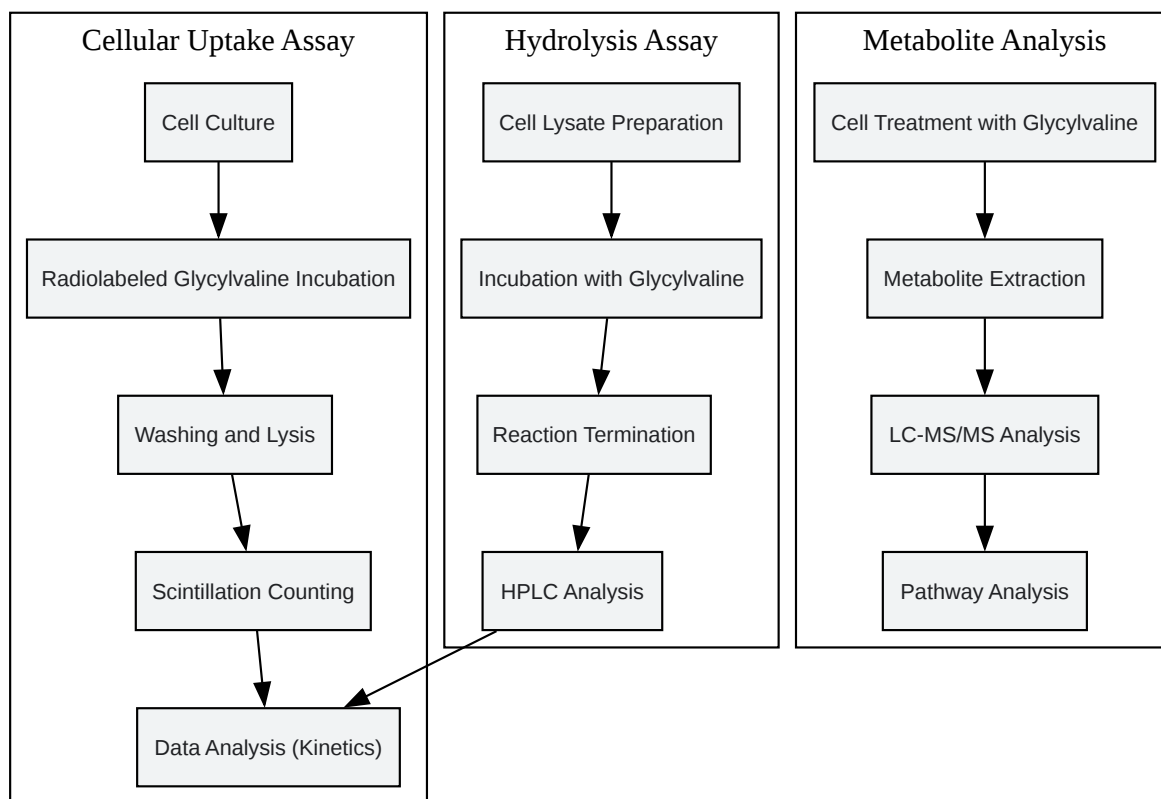 Cellular Uptake Assay
Cell Culture
Radiolabeled Glycylvaline Incubation
Washing and Lysis
Scintillation Counting
Data Analysis (Kinetics)
Hydrolysis Assay
Cell Lysate Preparation
Incubation with Glycylvaline
Reaction Termination
HPLC Analysis
Metabolite Analysis
Cell Treatment with Glycylvaline
Metabolite Extraction
LC-MS/MS Analysis
Pathway Analysis